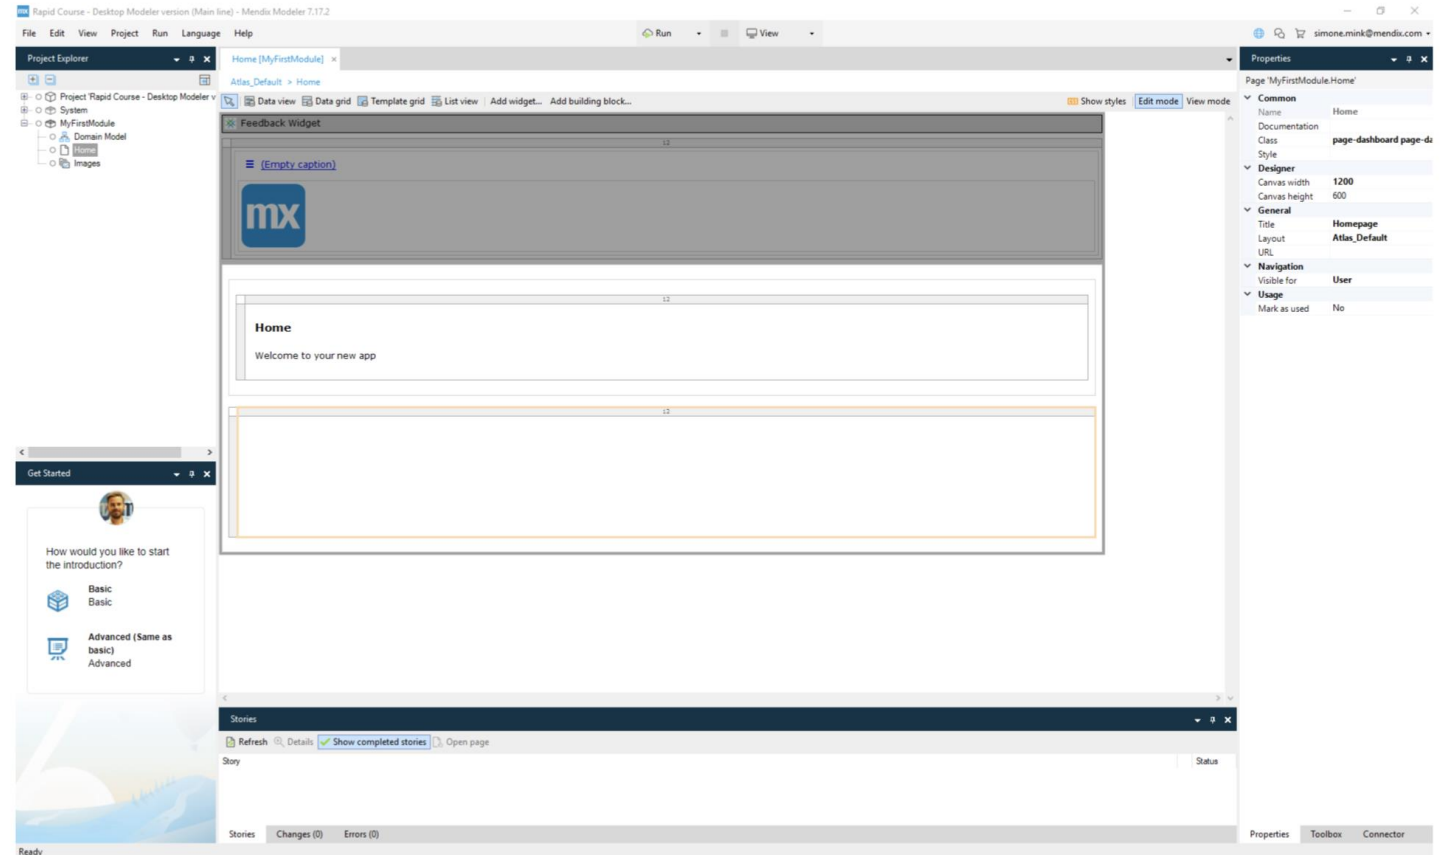 mx Rapid Course - Desktop Modeler version (Main line) - Mendix Modeler 7.17.2
File Edit View Project Run Language Help
Run View simone.mink@mendix.com
Project Explorer
Project 'Rapid Course - Desktop Modeler v
System
MyFirstModule
Domain Model
Home
Images
Get Started
How would you like to start
the introduction?
Basic
Basic
Advanced (Same as
basic)
Advanced
Home [MyFirstModule]
Atlas_Default > Home
Data view Data grid Template grid List view Add widget... Add building block... Show styles Edit mode View mode
Feedback Widget
12
(Empty caption)
mx
12
Home
Welcome to your new app
12
Stories
Refresh Details Show completed stories Open page
Story Status
Stories Changes (0) Errors (0)
Properties
Page 'MyFirstModule.Home'
Common
Name Home
Documentation
Class page-dashboard page-da
Style
Designer
Canvas width 1200
Canvas height 600
General
Title Homepage
Layout Atlas_Default
URL
Navigation
Visible for User
Usage
Mark as used No
Properties Toolbox Connector
Ready